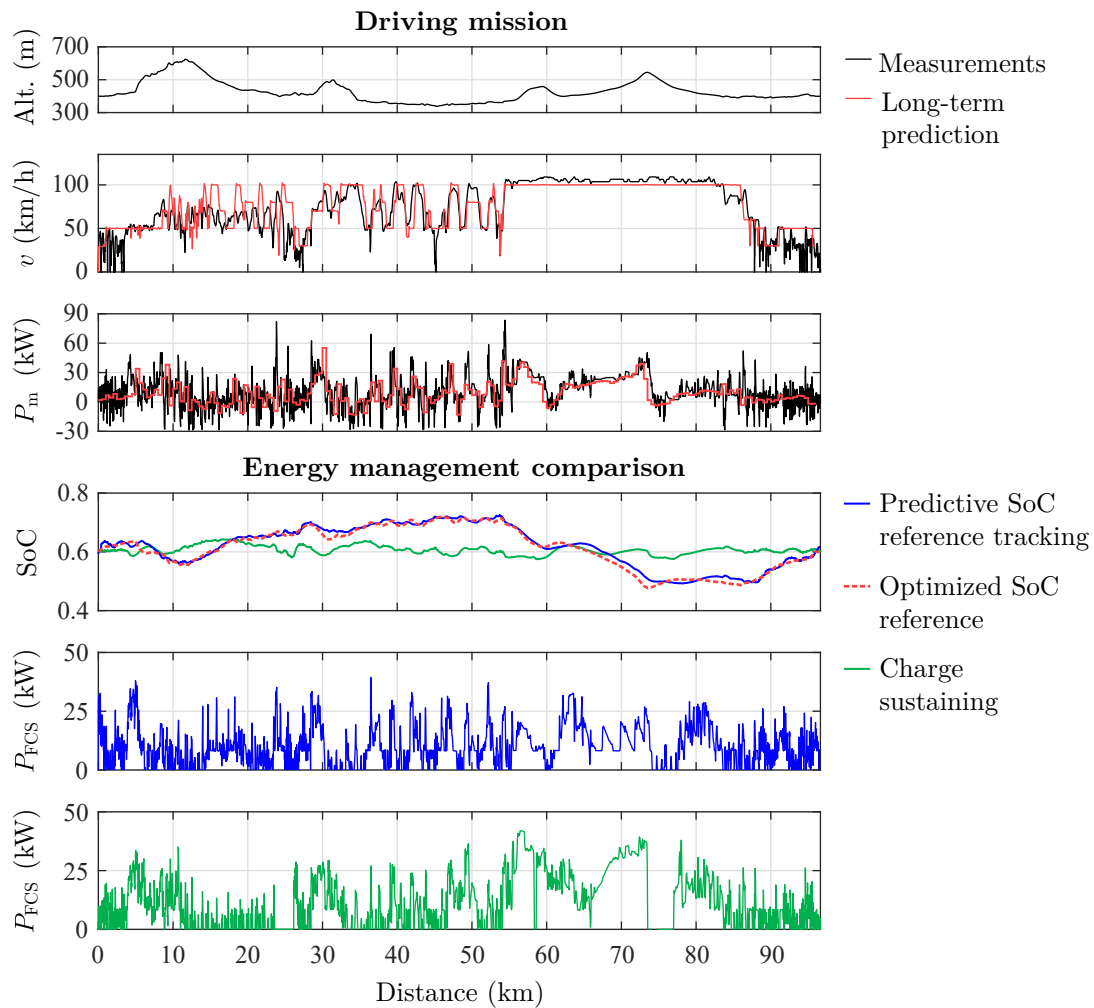 Driving mission
700
500
300
Alt. (m)
Measurements
Long-term
prediction
100
50
0
v (km/h)
90
60
30
0
-30
P_m (kW)
Energy management comparison
0.8
0.6
0.4
SoC
Predictive SoC
reference tracking
Optimized SoC
reference
Charge
sustaining
50
25
0
P_FCS (kW)
50
25
0
P_FCS (kW)
0 10 20 30 40 50 60 70 80 90
Distance (km)